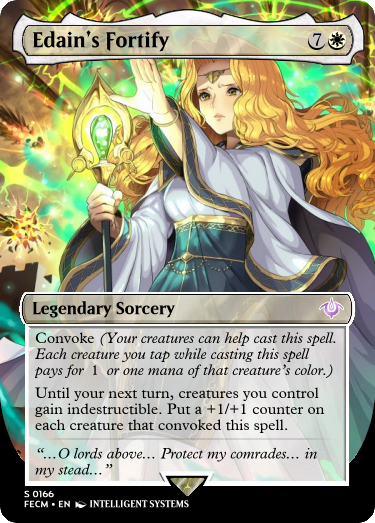 Edain's Fortify 7
Legendary Sorcery
Convoke (Your creatures can help cast this spell.
Each creature you tap while casting this spell
pays for 1 or one mana of that creature's color.)
Until your next turn, creatures you control
gain indestructible. Put a +1/+1 counter on
each creature that convoked this spell.
“…O lords above… Protect my comrades… in
my stead…”
S 0166
FECM • EN INTELLIGENT SYSTEMS